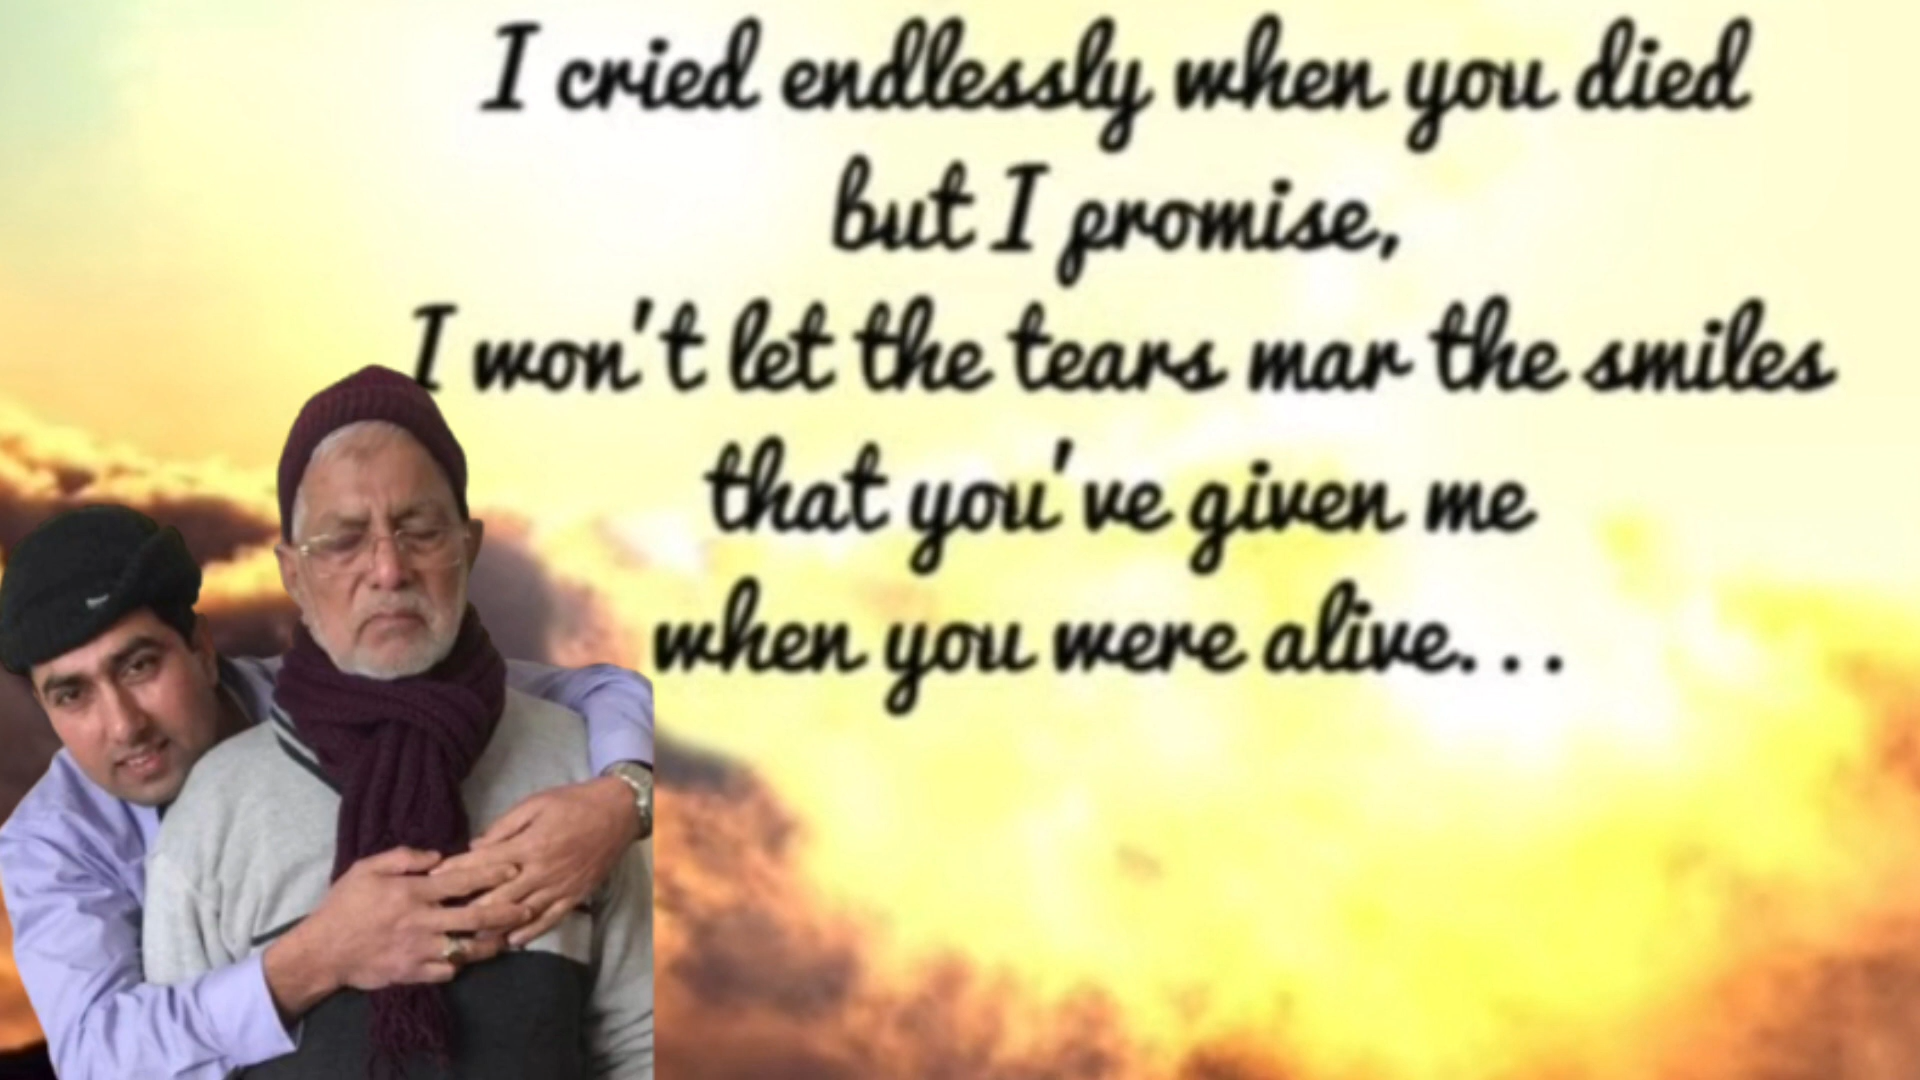 I cried endlessly when you died
but I promise,
I won't let the tears mar the smiles
that you've given me
when you were alive...